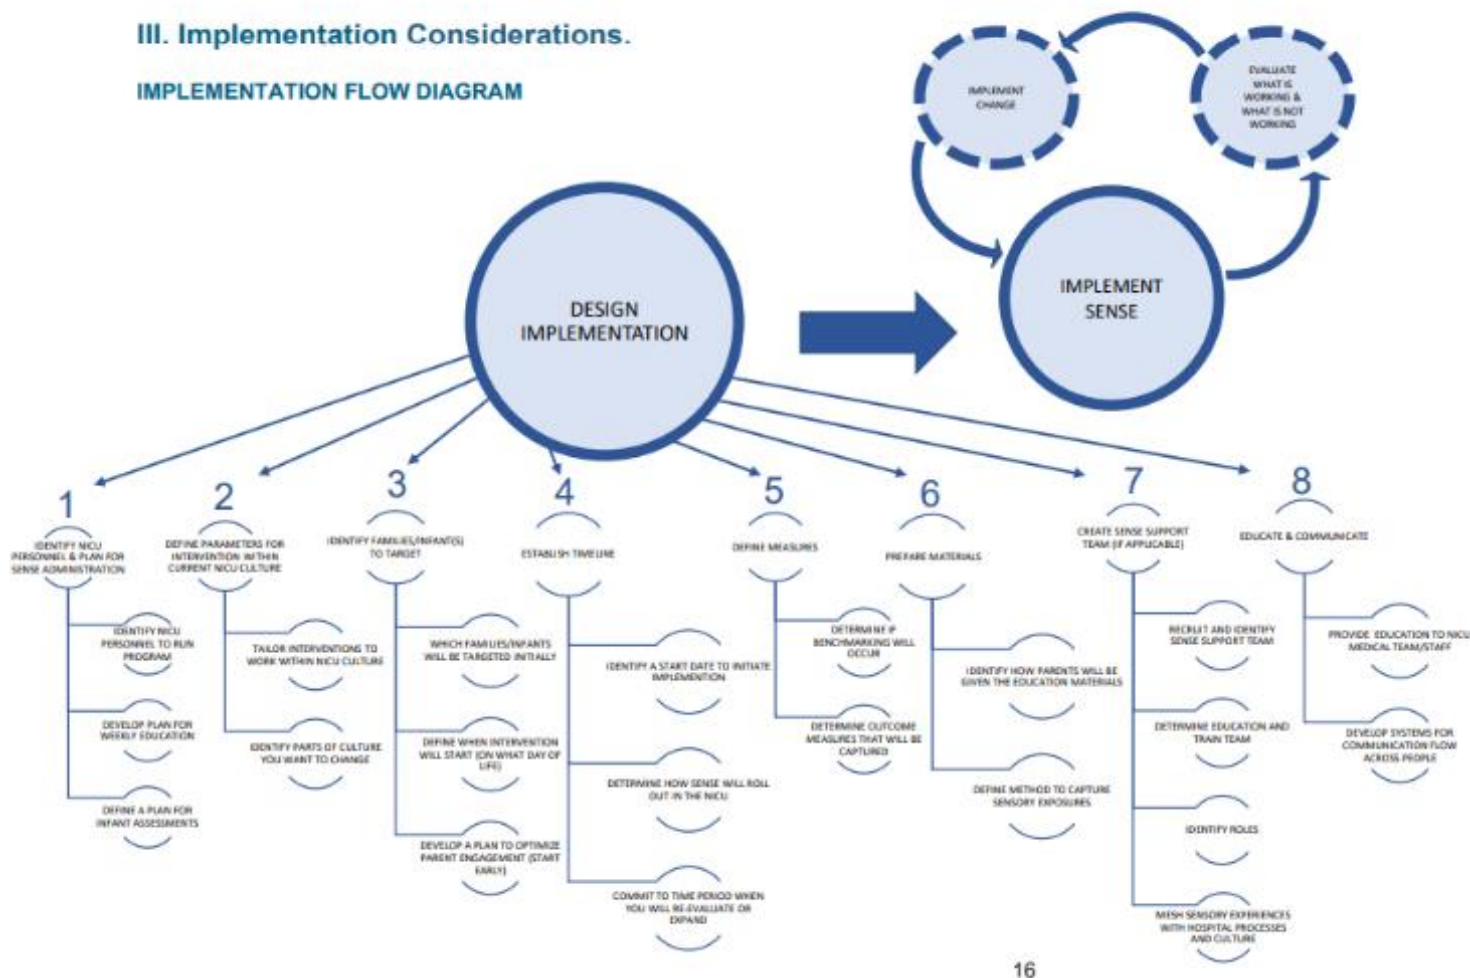 III. Implementation Considerations.
IMPLEMENTATION FLOW DIAGRAM
IMPLEMENT
CHANGE
EVALUATE
WHAT IS
WORKING &
WHAT IS NOT
WORKING
DESIGN
IMPLEMENTATION
IMPLEMENT
SENSE
1
IDENTIFY NICU
PERSONNEL & PLAN FOR
SENSE ADMINISTRATION
IDENTIFY NICU
PERSONNEL TO RUN
PROGRAM
DEVELOP PLAN FOR
WEEKLY EDUCATION
DEFINE A PLAN FOR
INFANT ASSESSMENTS
2
DEFINE PARAMETERS FOR
INTERVENTION WITHIN
CURRENT NICU CULTURE
TAILOR INTERVENTIONS TO
WORK WITHIN NICU CULTURE
IDENTIFY PARTS OF CULTURE
YOU WANT TO CHANGE
3
IDENTIFY FAMILIES/INFANT(S)
TO TARGET
WHICH FAMILIES/INFANTS
WILL BE TARGETED INITIALLY
DEFINE WHEN INTERVENTION
WILL START (ON WHAT DAY OF
LIFE)
DEVELOP A PLAN TO OPTIMIZE
PARENT ENGAGEMENT (START
EARLY)
4
ESTABLISH TIMELINE
IDENTIFY A START DATE TO INITIATE
IMPLEMENTION
DETERMINE HOW SENSE WILL ROLL
OUT IN THE NICU
COMMIT TO TIME PERIOD WHEN
YOU WILL RE-EVALUATE OR
EXPAND
5
DEFINE MEASURES
DETERMINE IF
BENCHMARKING WILL
OCCUR
DETERMINE OUTCOME
MEASURES THAT WILL BE
CAPTURED
6
PREPARE MATERIALS
IDENTIFY HOW PARENTS WILL BE
GIVEN THE EDUCATION MATERIALS
DEFINE METHOD TO CAPTURE
SENSORY EXPOSURES
7
CREATE SENSE SUPPORT
TEAM (IF APPLICABLE)
RECRUIT AND IDENTIFY
SENSE SUPPORT TEAM
DETERMINE EDUCATION AND
TRAIN TEAM
IDENTIFY ROLES
MESH SENSORY EXPERIENCES
WITH HOSPITAL PROCESSES
AND CULTURE
8
EDUCATE & COMMUNICATE
PROVIDE EDUCATION TO NICU
MEDICAL TEAM/STAFF
DEVELOP SYSTEMS FOR
COMMUNICATION FLOW
ACROSS PEOPLE
16